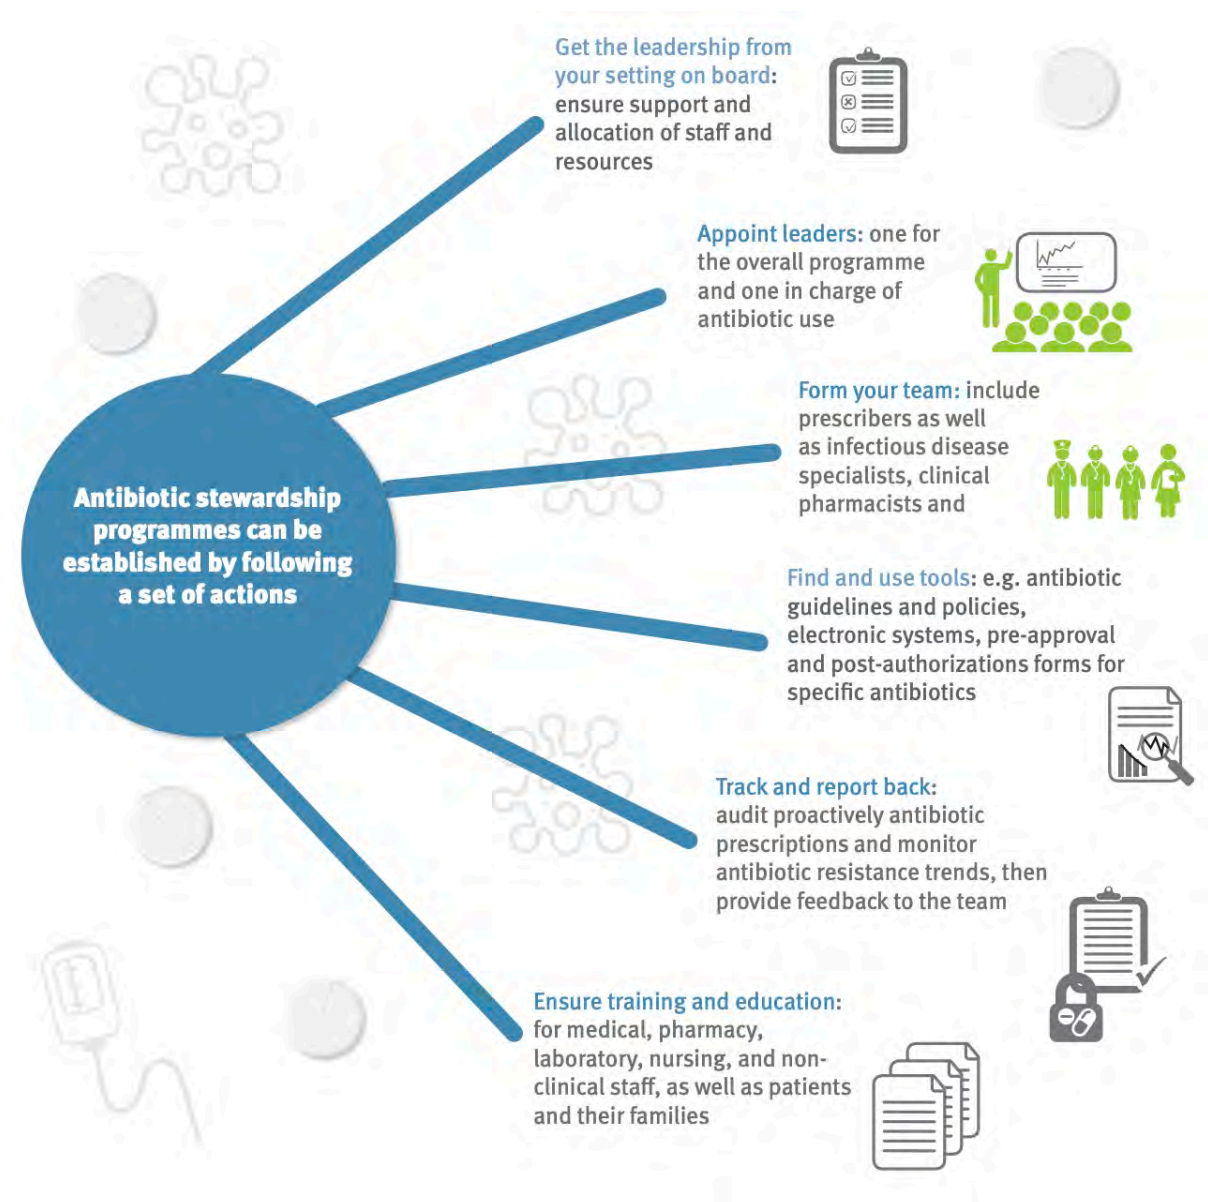 Get the leadership from
your setting on board:
ensure support and
allocation of staff and
resources
Appoint leaders: one for
the overall programme
and one in charge of
antibiotic use
Form your team: include
prescribers as well
as infectious disease
specialists, clinical
pharmacists and
Antibiotic stewardship
programmes can be
established by following
a set of actions
Find and use tools: e.g. antibiotic
guidelines and policies,
electronic systems, pre-approval
and post-authorizations forms for
specific antibiotics
Track and report back:
audit proactively antibiotic
prescriptions and monitor
antibiotic resistance trends, then
provide feedback to the team
Ensure training and education:
for medical, pharmacy,
laboratory, nursing, and non-
clinical staff, as well as patients
and their families